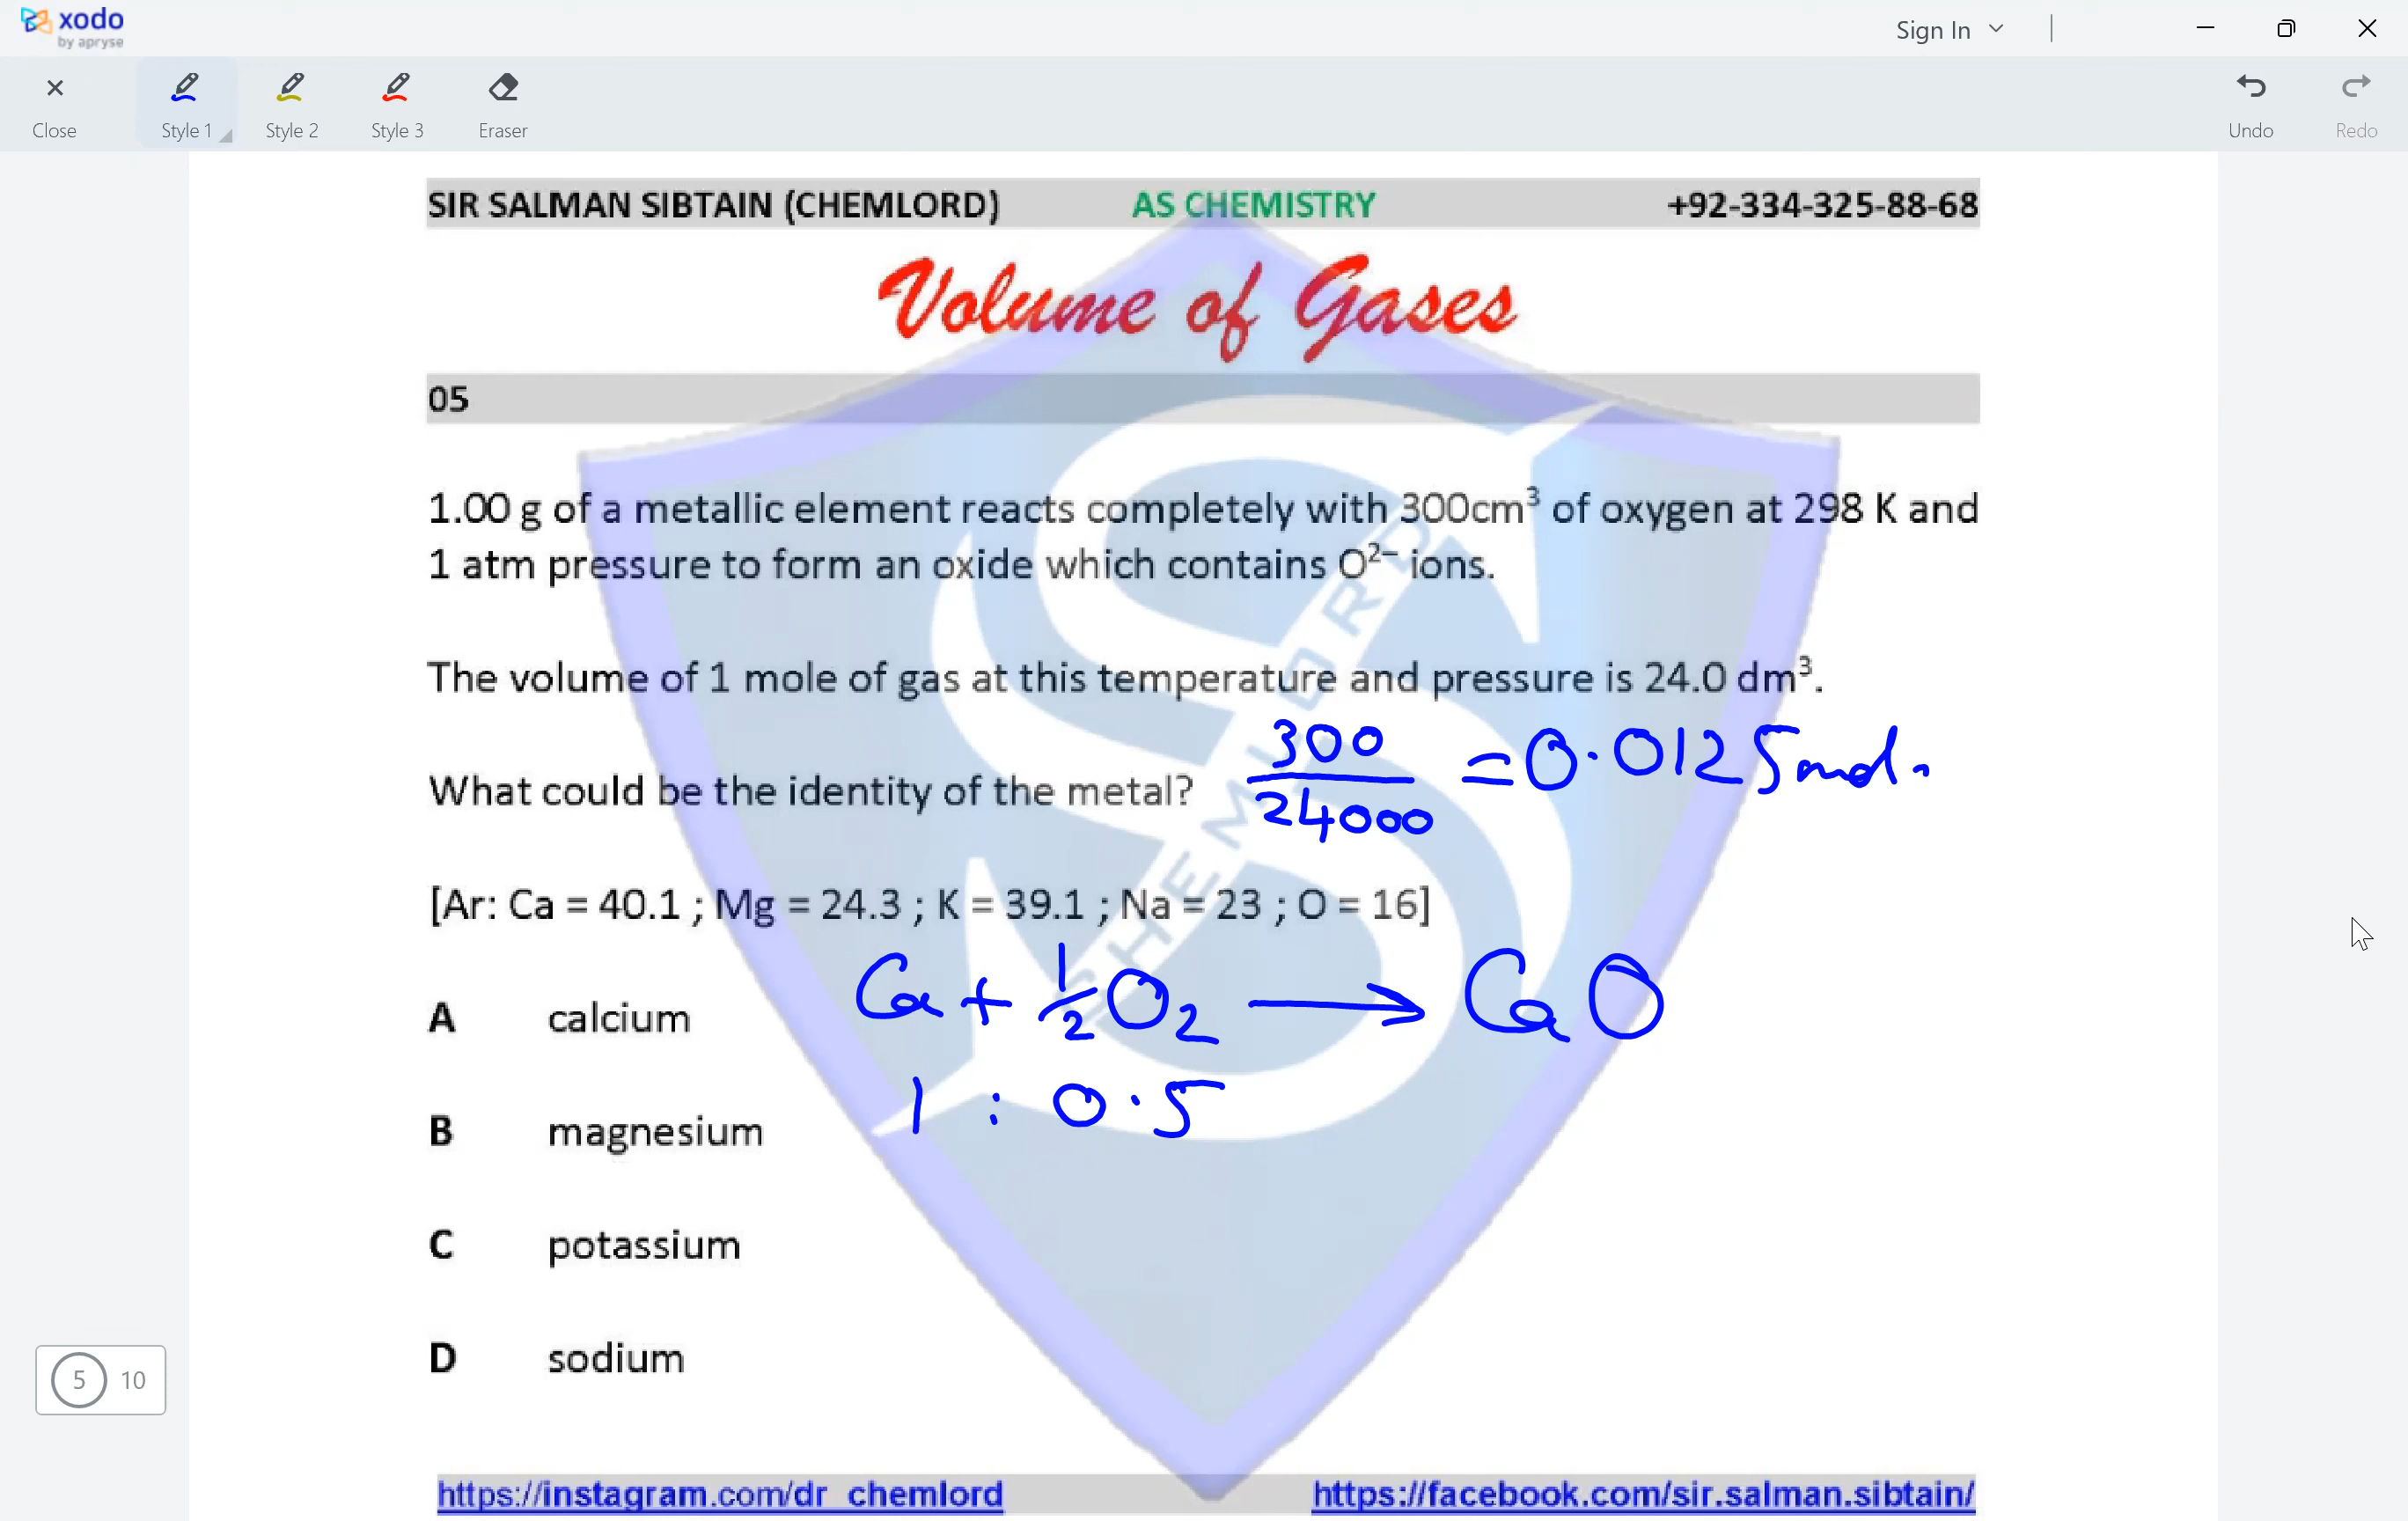 xodo
by apryse
Sign In
Close
Style 1
Style 2
Style 3
Eraser
Undo
Redo
SIR SALMAN SIBTAIN (CHEMLORD) AS CHEMISTRY +92-334-325-88-68
Volume of Gases
05
1.00 g of a metallic element reacts completely with 300cm³ of oxygen at 298 K and
1 atm pressure to form an oxide which contains O²⁻ ions.
The volume of 1 mole of gas at this temperature and pressure is 24.0 dm³.
What could be the identity of the metal?
300/24000 = 0.0125 mol.
[Ar: Ca = 40.1 ; Mg = 24.3 ; K = 39.1 ; Na = 23 ; O = 16]
Ca + ½O₂ → CaO
A calcium
1 : 0.5
B magnesium
C potassium
D sodium
5 10
https://instagram.com/dr_chemlord https://facebook.com/sir.salman.sibtain/
CHEMLORD